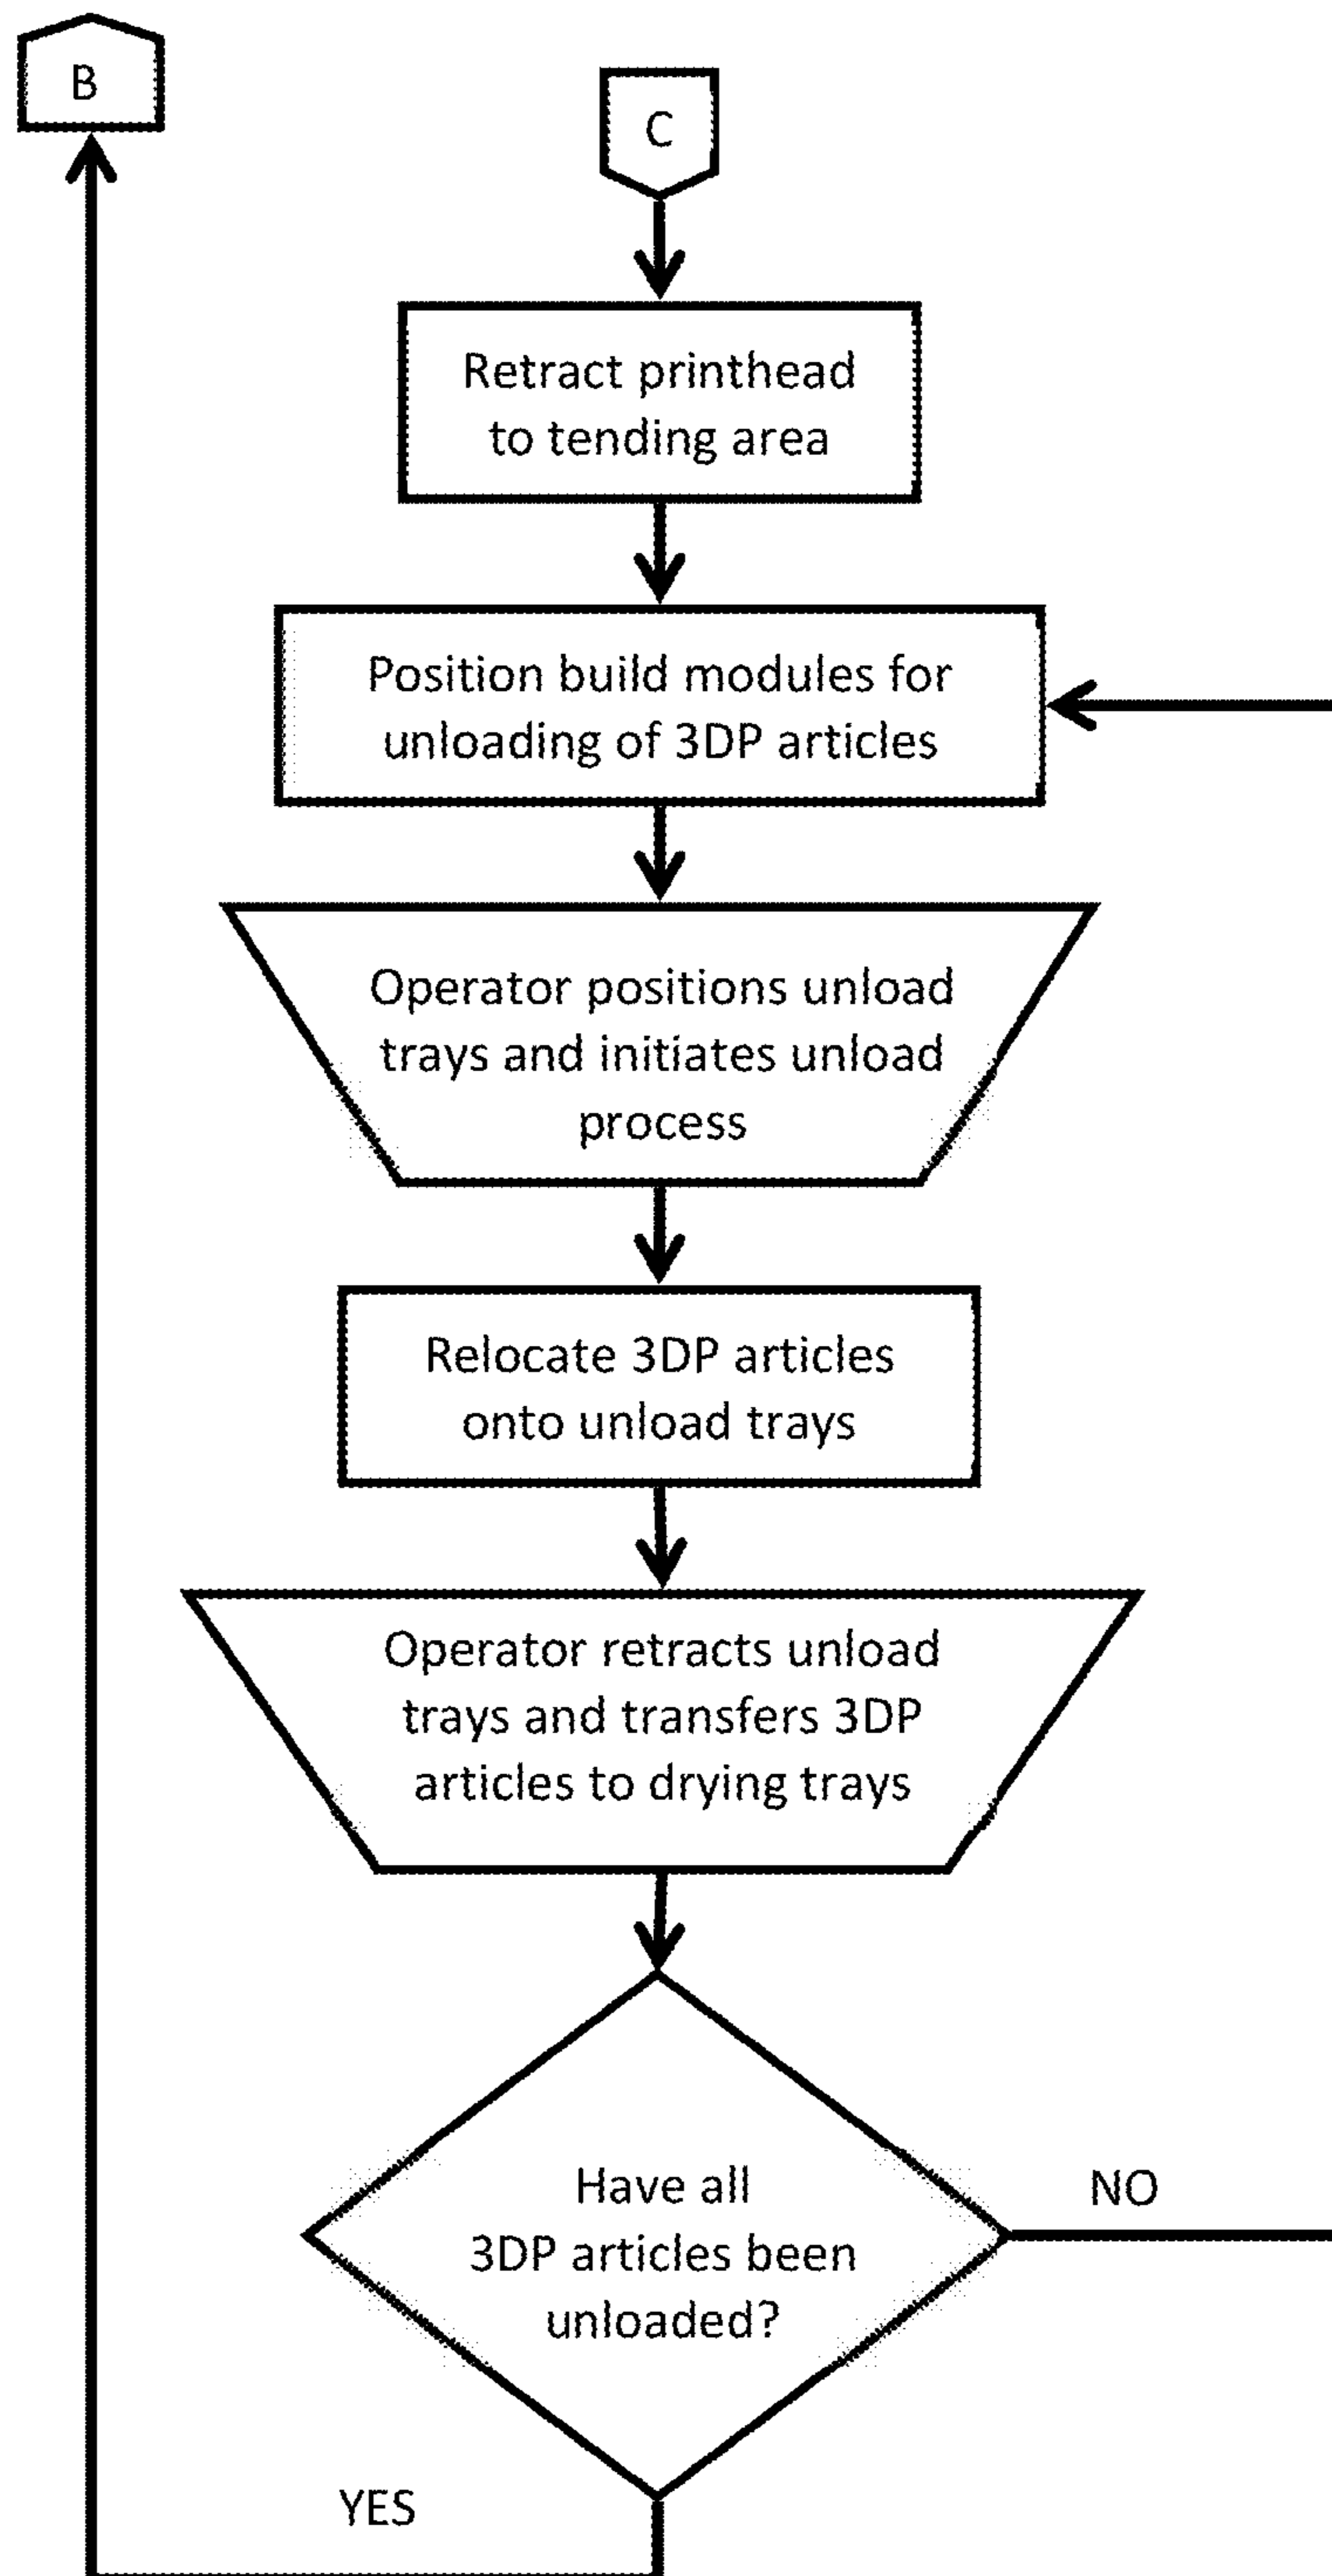 B
C
Retract printhead
to tending area
Position build modules for
unloading of 3DP articles
Operator positions unload
trays and initiates unload
process
Relocate 3DP articles
onto unload trays
Operator retracts unload
trays and transfers 3DP
articles to drying trays
Have all
3DP articles been
unloaded?
NO
YES